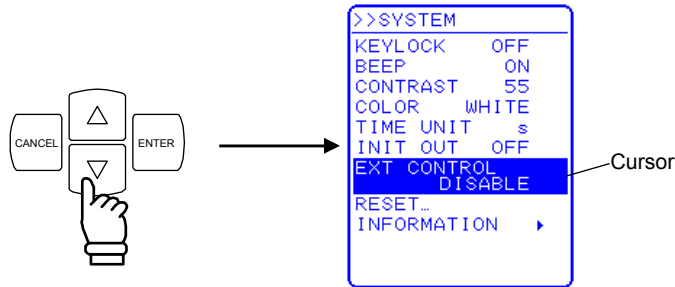 CANCEL
ENTER
>>SYSTEM
KEYLOCK OFF
BEEP ON
CONTRAST 55
COLOR WHITE
TIME UNIT s
INIT OUT OFF
EXT CONTROL
DISABLE
RESET…
INFORMATION
Cursor